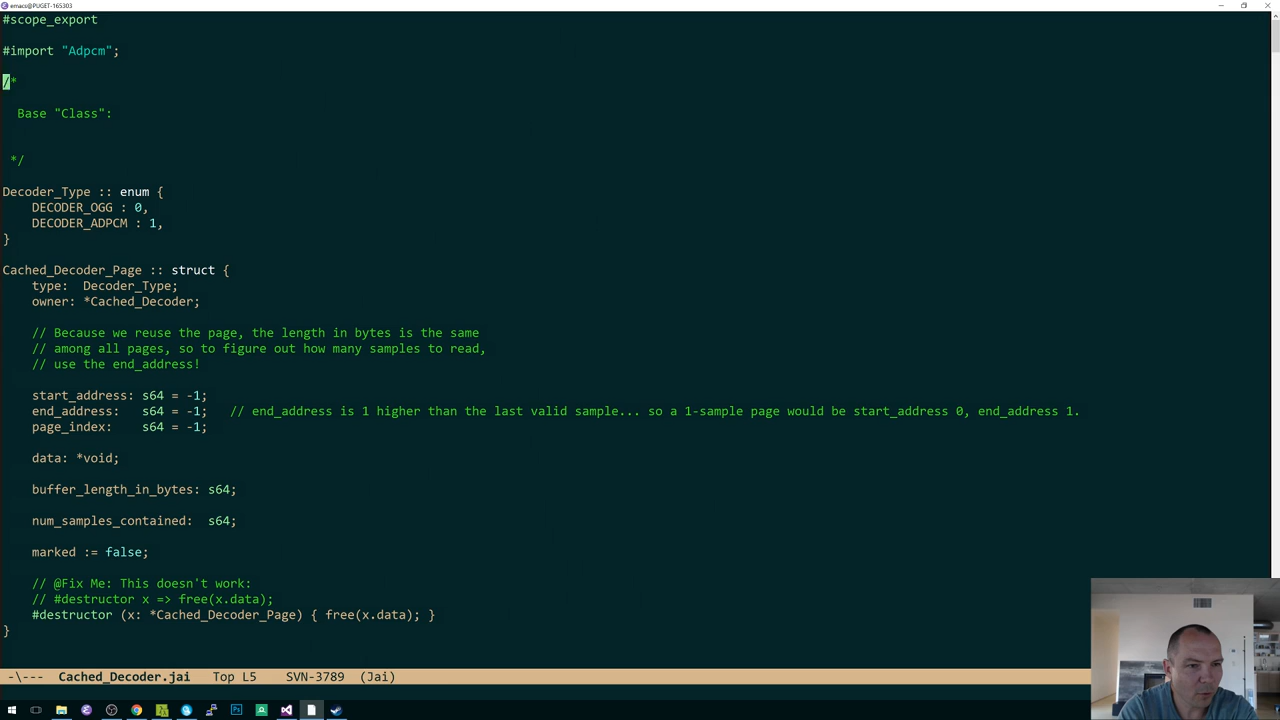 emacs@PUGET-165303
#scope_export
#import "Adpcm";
/*
Base "Class":
*/
Decoder_Type :: enum {
DECODER_OGG : 0,
DECODER_ADPCM : 1,
}
Cached_Decoder_Page :: struct {
type:  Decoder_Type;
owner: *Cached_Decoder;
// Because we reuse the page, the length in bytes is the same
// among all pages, so to figure out how many samples to read,
// use the end_address!
start_address: s64 = -1;
end_address:   s64 = -1;   // end_address is 1 higher than the last valid sample... so a 1-sample page would be start_address 0, end_address 1.
page_index:    s64 = -1;
data: *void;
buffer_length_in_bytes: s64;
num_samples_contained:  s64;
marked := false;
// @Fix Me: This doesn't work:
// #destructor x => free(x.data);
#destructor (x: *Cached_Decoder_Page) { free(x.data); }
}
-\---  Cached_Decoder.jai   Top L5    SVN-3789  (Jai)